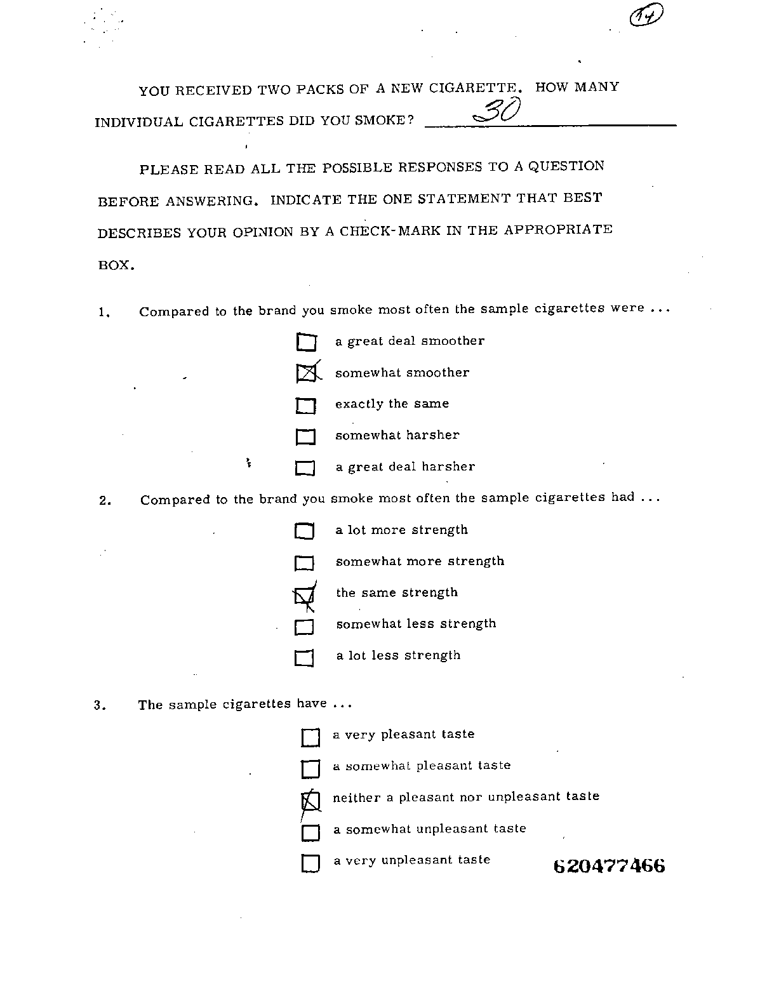 14
YOU RECEIVED TWO PACKS OF A NEW CIGARETTE. HOW MANY
INDIVIDUAL CIGARETTES DID YOU SMOKE? 30
PLEASE READ ALL THE POSSIBLE RESPONSES TO A QUESTION
BEFORE ANSWERING. INDICATE THE ONE STATEMENT THAT BEST
DESCRIBES YOUR OPINION BY A CHECK-MARK IN THE APPROPRIATE
BOX.
1. Compared to the brand you smoke most often the sample cigarettes were ...
a great deal smoother
somewhat smoother
exactly the same
somewhat harsher
a great deal harsher
2. Compared to the brand you smoke most often the sample cigarettes had ...
a lot more strength
somewhat more strength
the same strength
somewhat less strength
a lot less strength
3. The sample cigarettes have ...
a very pleasant taste
a somewhat pleasant taste
neither a pleasant nor unpleasant taste
a somewhat unpleasant taste
a very unpleasant taste
620477466